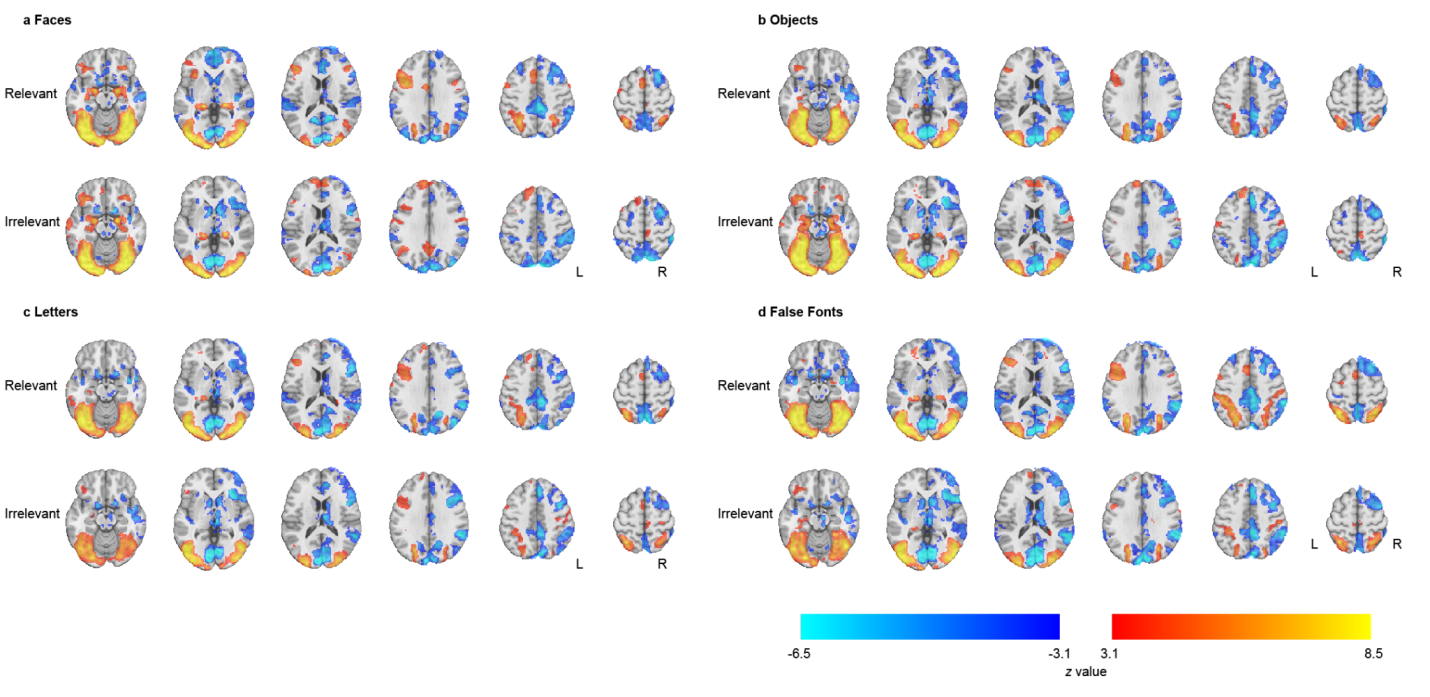 a Faces
b Objects
Relevant
Relevant
Irrelevant
Irrelevant
L
R
L
R
c Letters
d False Fonts
Relevant
Relevant
Irrelevant
Irrelevant
L
R
L
R
-6.5
-3.1
3.1
8.5
z value